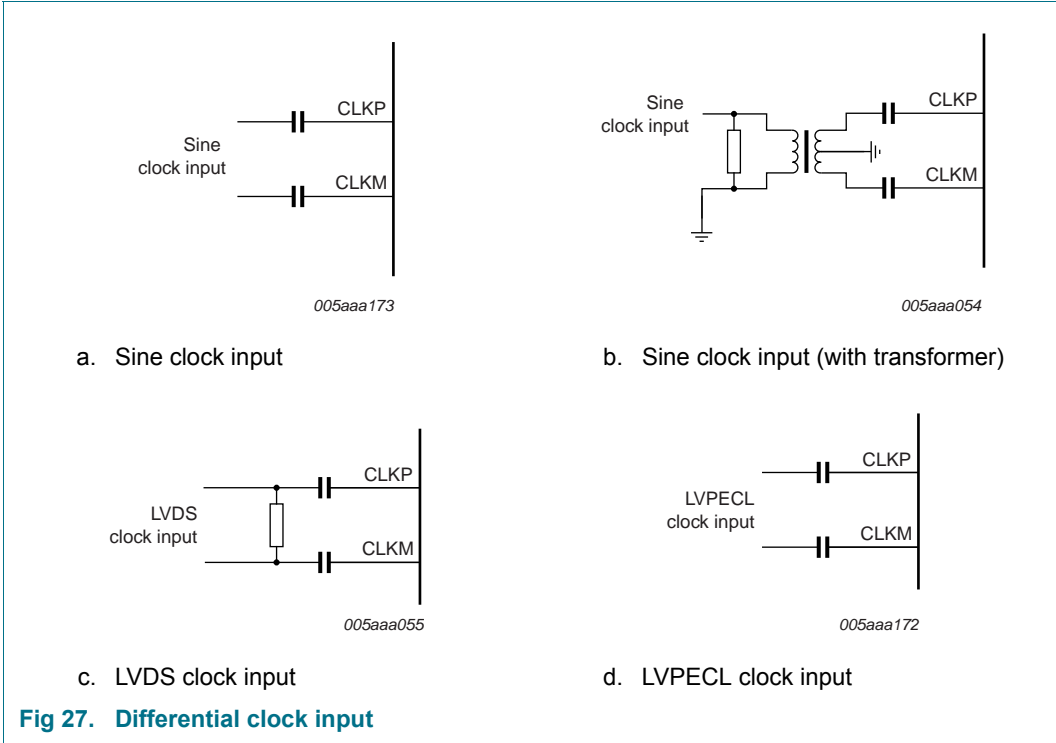 Sine
clock input
CLKP
CLKM
005aaa173
a. Sine clock input
Sine
clock input
CLKP
CLKM
005aaa054
b. Sine clock input (with transformer)
LVDS
clock input
CLKP
CLKM
005aaa055
c. LVDS clock input
LVPECL
clock input
CLKP
CLKM
005aaa172
d. LVPECL clock input
Fig 27. Differential clock input